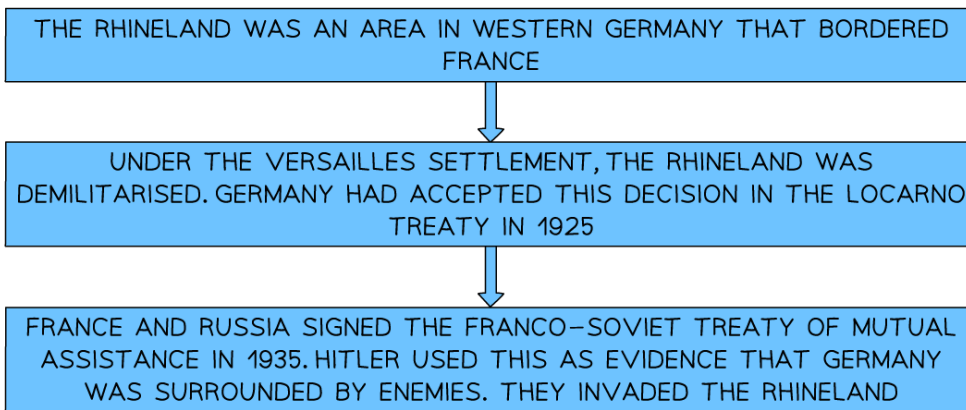 THE RHINELAND WAS AN AREA IN WESTERN GERMANY THAT BORDERED
FRANCE
UNDER THE VERSAILLES SETTLEMENT, THE RHINELAND WAS
DEMILITARISED. GERMANY HAD ACCEPTED THIS DECISION IN THE LOCARNO
TREATY IN 1925
FRANCE AND RUSSIA SIGNED THE FRANCO-SOVIET TREATY OF MUTUAL
ASSISTANCE IN 1935. HITLER USED THIS AS EVIDENCE THAT GERMANY
WAS SURROUNDED BY ENEMIES. THEY INVADED THE RHINELAND